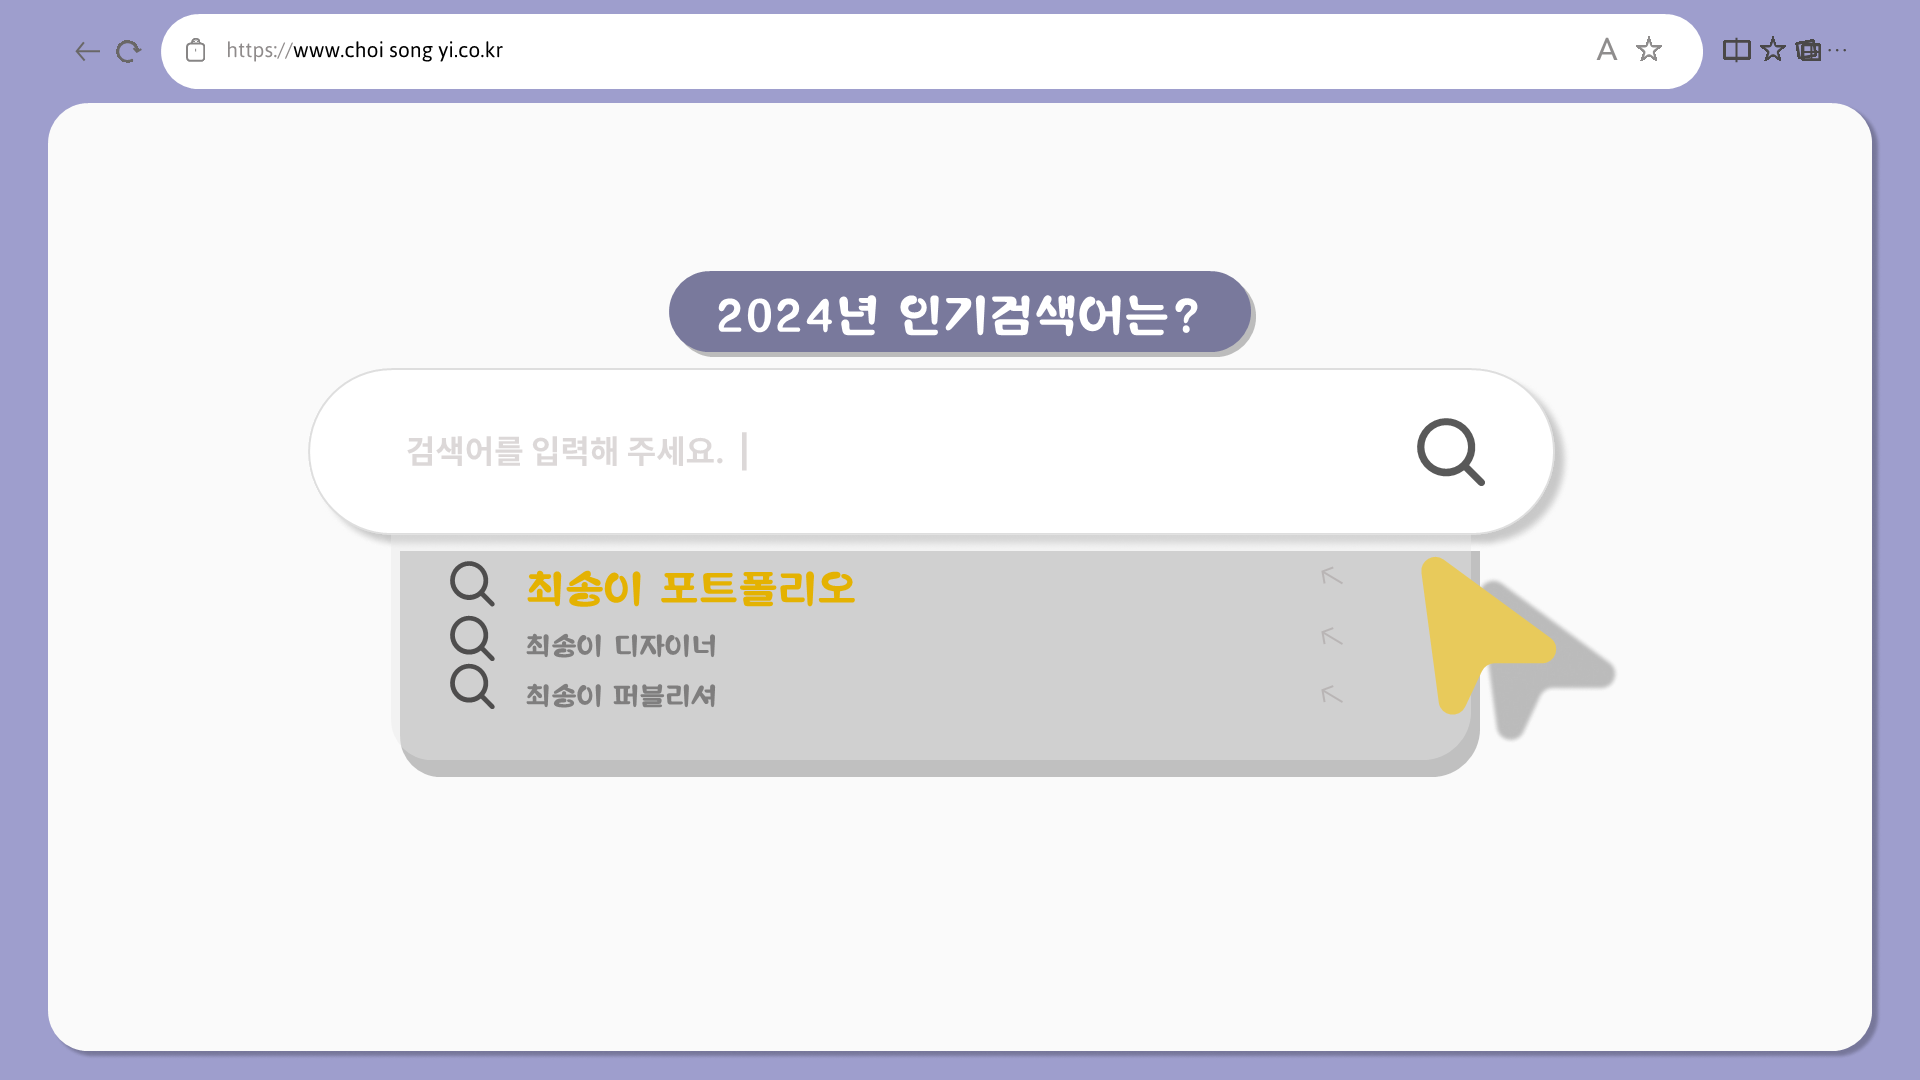 https://www.choi song yi.co.kr
2024년 인기검색어는?
검색어를 입력해 주세요.
최송이 포트폴리오
최송이 디자이너
최송이 퍼블리셔